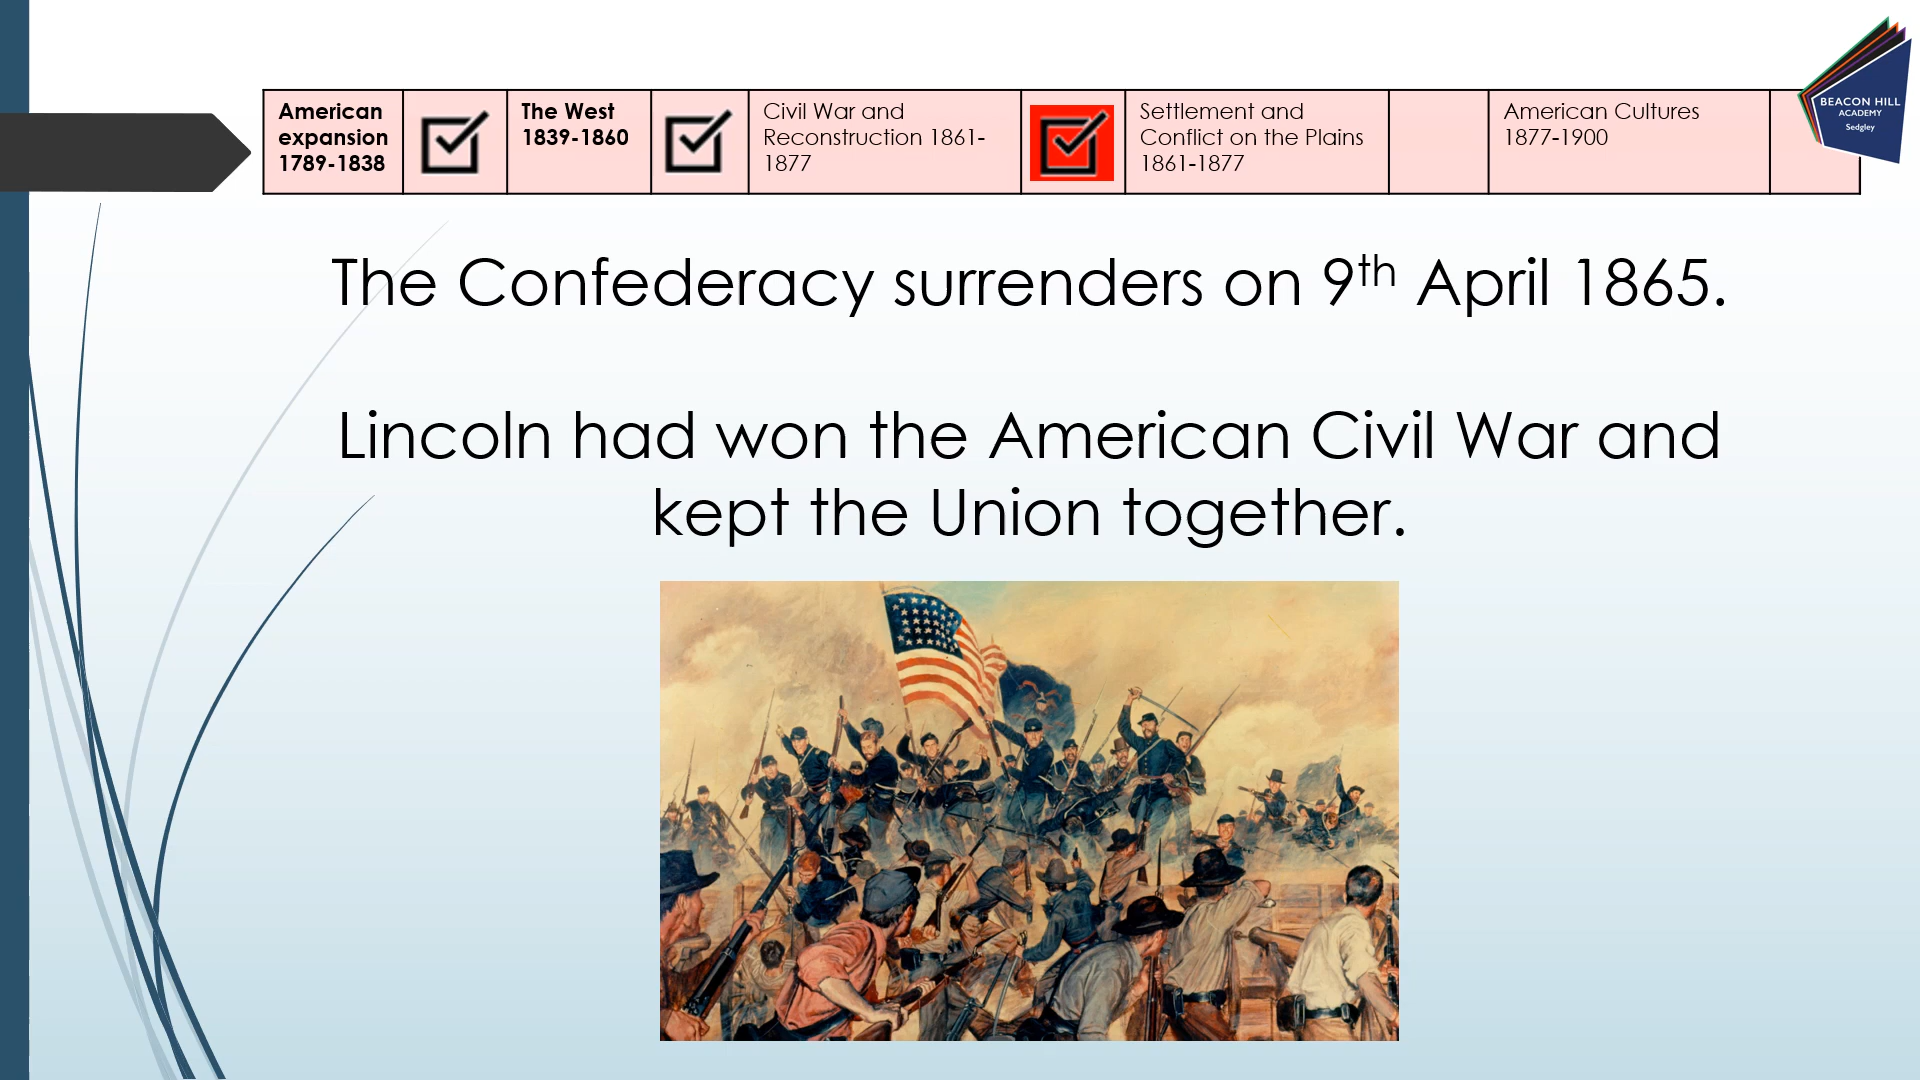 American
expansion
1789-1838
The West
1839-1860
Civil War and
Reconstruction 1861-
1877
Settlement and
Conflict on the Plains
1861-1877
American Cultures
1877-1900
BEACON HILL
ACADEMY
Sedgley
The Confederacy surrenders on 9th April 1865.
Lincoln had won the American Civil War and
kept the Union together.